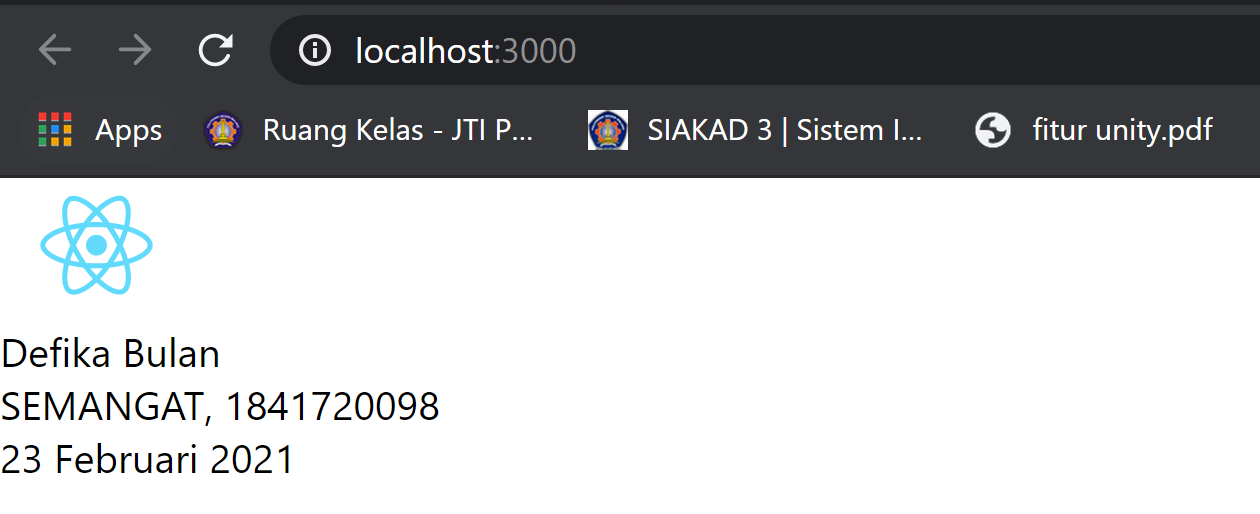 localhost:3000
Apps Ruang Kelas - JTI P... SIAKAD 3 | Sistem I... fitur unity.pdf
Defika Bulan
SEMANGAT, 1841720098
23 Februari 2021